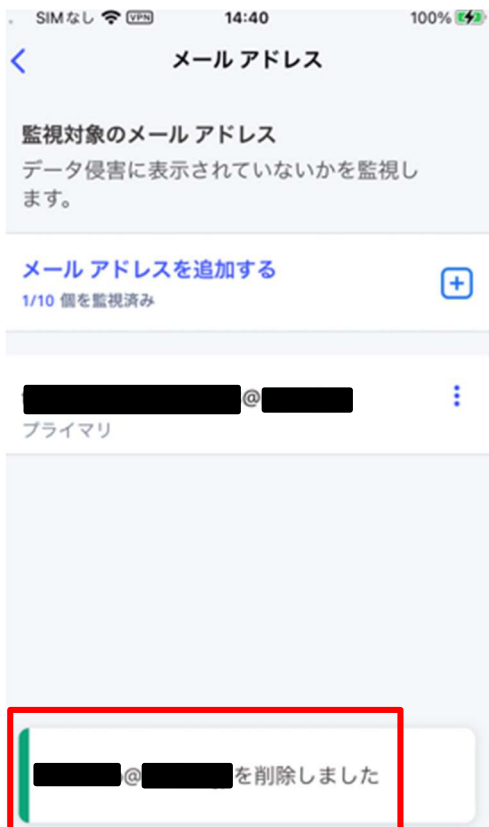 SIMなし VPN 14:40 100%
メール アドレス
監視対象のメール アドレス
データ侵害に表示されていないかを監視し
ます。
メール アドレスを追加する
1/10 個を監視済み
@
プライマリ
@ を削除しました